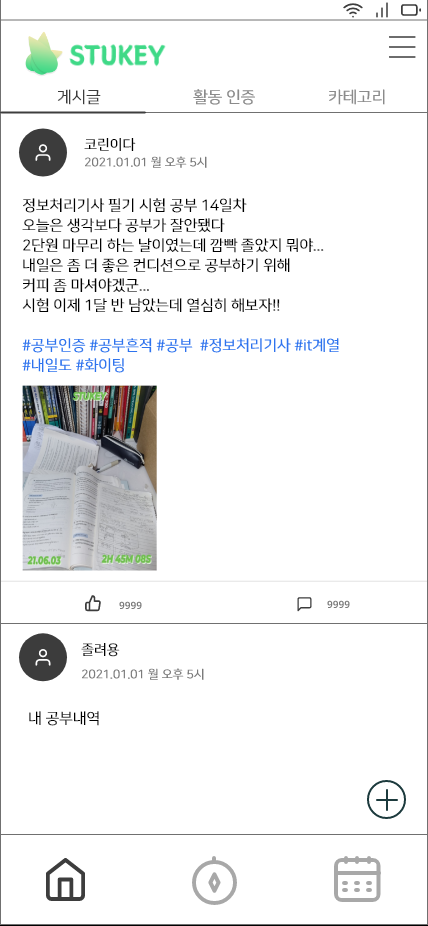 STUKEY
게시글 활동 인증 카테고리
코린이다
2021.01.01 월 오후 5시
정보처리기사 필기 시험 공부 14일차
오늘은 생각보다 공부가 잘안됐다
2단원 마무리 하는 날이였는데 깜빡 졸았지 뭐야...
내일은 좀 더 좋은 컨디션으로 공부하기 위해
커피 좀 마셔야겠군...
시험 이제 1달 반 남았는데 열심히 해보자!!
#공부인증 #공부흔적 #공부 #정보처리기사 #it계열
#내일도 #화이팅
STUKEY
21.06.03 2H 45M 08S
9999 9999
졸려용
2021.01.01 월 오후 5시
내 공부내역